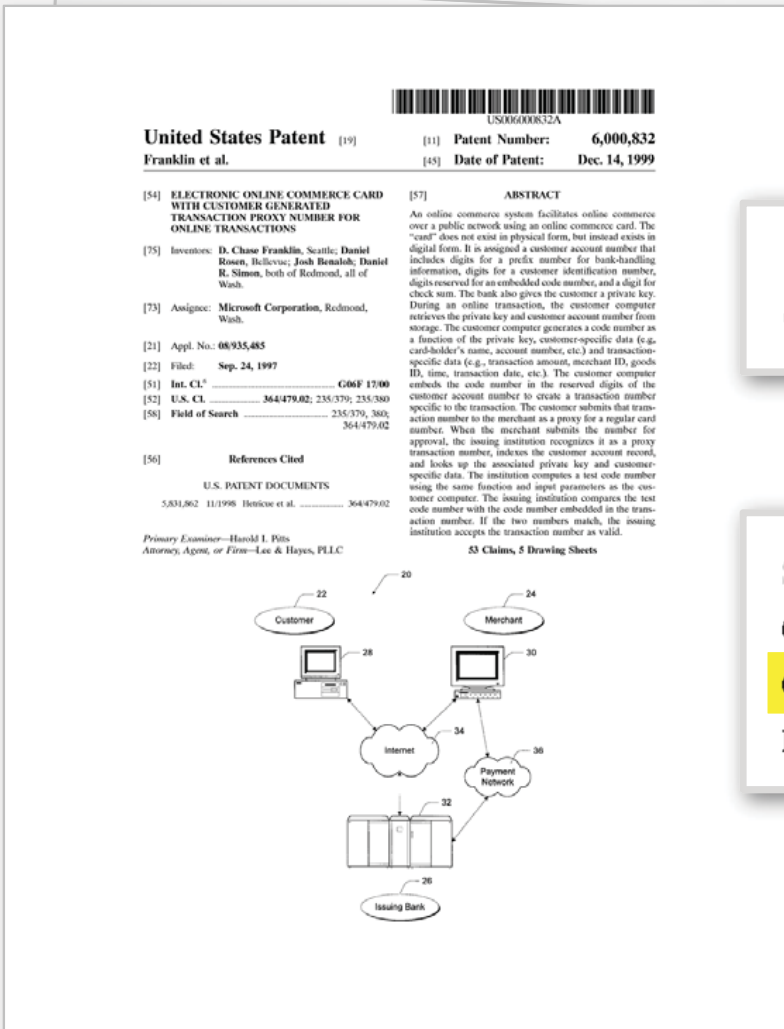 US006000832A
United States Patent [19]
Franklin et al.
[11] Patent Number: 6,000,832
[45] Date of Patent: Dec. 14, 1999
[54] ELECTRONIC ONLINE COMMERCE CARD
WITH CUSTOMER GENERATED
TRANSACTION PROXY NUMBER FOR
ONLINE TRANSACTIONS
[75] Inventors: D. Chase Franklin, Seattle; Daniel
Rosen, Bellevue; Josh Benaloh; Daniel
R. Simon, both of Redmond, all of
Wash.
[73] Assignee: Microsoft Corporation, Redmond,
Wash.
[21] Appl. No.: 08/935,485
[22] Filed: Sep. 24, 1997
[51] Int. Cl.⁶ ........................ G06F 17/00
[52] U.S. Cl. .................. 364/479.02; 235/379; 235/380
[58] Field of Search .................. 235/379, 380;
364/479.02
[56] References Cited
U.S. PATENT DOCUMENTS
5,831,862 11/1998 Hetricue et al. .................. 364/479.02
Primary Examiner—Harold I. Pitts
Attorney, Agent, or Firm—Lee & Hayes, PLLC
[57] ABSTRACT
An online commerce system facilitates online commerce
over a public network using an online commerce card. The
"card" does not exist in physical form, but instead exists in
digital form. It is assigned a customer account number that
includes digits for a prefix number for bank-handling
information, digits for a customer identification number,
digits reserved for an embedded code number, and a digit for
check sum. The bank also gives the customer a private key.
During an online transaction, the customer computer
retrieves the private key and customer account number from
storage. The customer computer generates a code number as
a function of the private key, customer-specific data (e.g,
card-holder's name, account number, etc.) and transaction-
specific data (e.g., transaction amount, merchant ID, goods
ID, time, transaction date, etc.). The customer computer
embeds the code number in the reserved digits of the
customer account number to create a transaction number
specific to the transaction. The customer submits that trans-
action number to the merchant as a proxy for a regular card
number. When the merchant submits the number for
approval, the issuing institution recognizes it as a proxy
transaction number, indexes the customer account record,
and looks up the associated private key and customer-
specific data. The institution computes a test code number
using the same function and input parameters as the cus-
tomer computer. The issuing institution compares the test
code number with the code number embedded in the trans-
action number. If the two numbers match, the issuing
institution accepts the transaction number as valid.
53 Claims, 5 Drawing Sheets
20
22
24
Customer
Merchant
28
30
34
Internet
36
Payment
Network
32
26
Issuing Bank